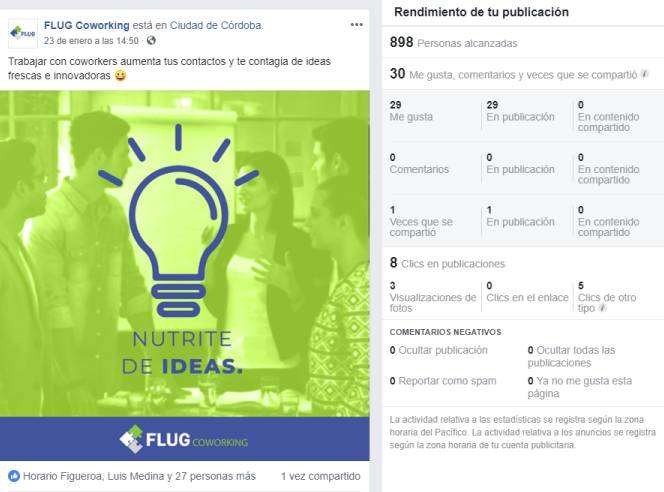 FLUG
FLUG Coworking está en Ciudad de Córdoba.
23 de enero a las 14:50 ·
Trabajar con coworkers aumenta tus contactos y te contagia de ideas
frescas e innovadoras 😀
NUTRITE
DE IDEAS.
FLUG COWORKING
Horario Figueroa, Luis Medina y 27 personas más
1 vez compartido
Rendimiento de tu publicación
898 Personas alcanzadas
30 Me gusta, comentarios y veces que se compartió i
29
Me gusta
29
En publicación
0
En contenido
compartido
0
Comentarios
0
En publicación
0
En contenido
compartido
1
Veces que se
compartió
1
En publicación
0
En contenido
compartido
8 Clics en publicaciones
3
Visualizaciones de
fotos
0
Clics en el enlace
5
Clics de otro
tipo i
COMENTARIOS NEGATIVOS
0 Ocultar publicación
0 Ocultar todas las
publicaciones
0 Reportar como spam
0 Ya no me gusta esta
página
La actividad relativa a las estadísticas se registra según la zona
horaria del Pacífico. La actividad relativa a los anuncios se registra
según la zona horaria de tu cuenta publicitaria.